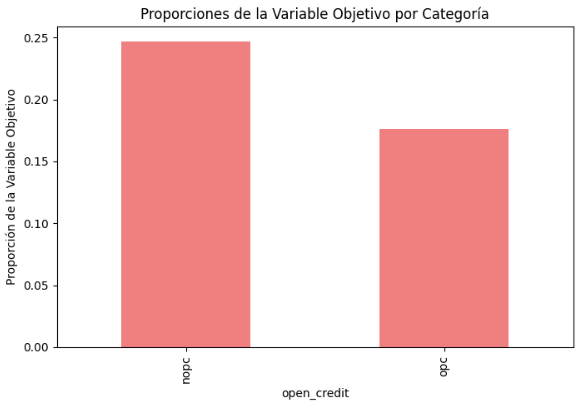 Proporciones de la Variable Objetivo por Categoría
Proporción de la Variable Objetivo
0.25
0.20
0.15
0.10
0.05
0.00
nopc
opc
open_credit